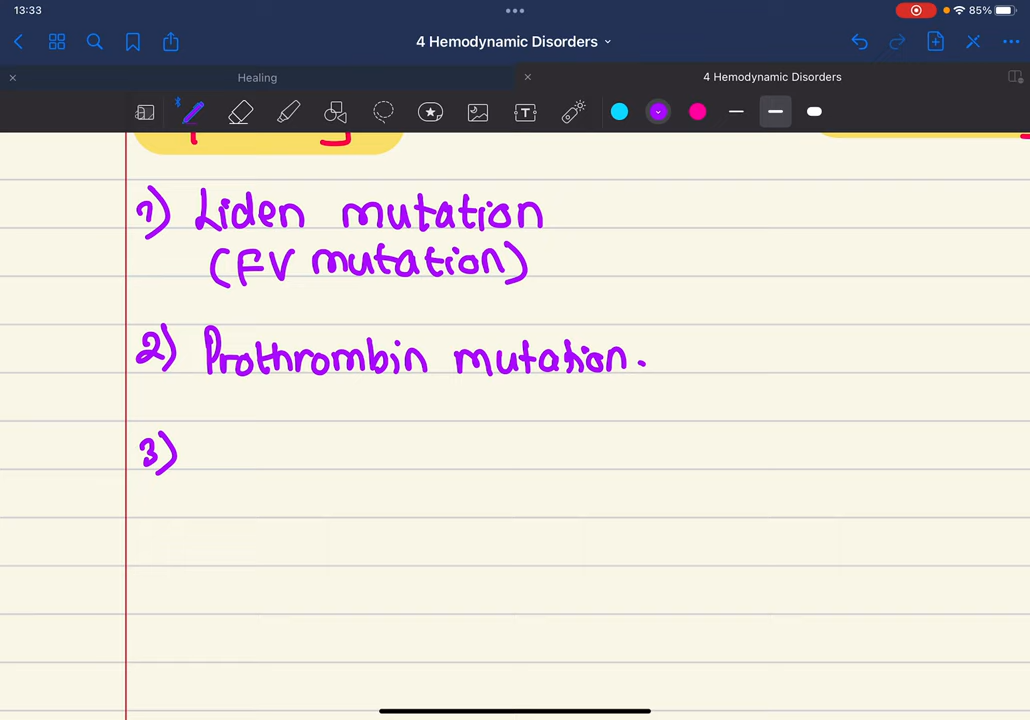 13:33
85%
4 Hemodynamic Disorders
Healing
4 Hemodynamic Disorders
1) Liden mutation
(FV mutation)
2) Prothrombin mutation.
3)